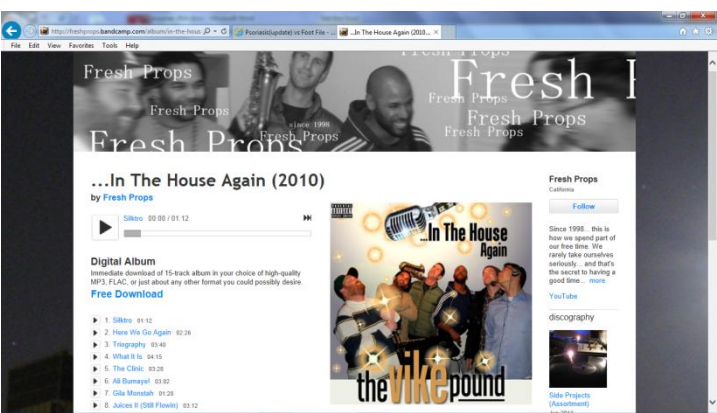 http://freshprops.bandcamp.com/album/in-the-hous
Psoriasis(update) vs Foot File - ...
...In The House Again (2010...
File Edit View Favorites Tools Help
Fresh Props
Fresh Props
since 1998
Fresh Props
Fresh Props
Fresh
Fresh Props
Fresh Props
Fresh Props
...In The House Again (2010)
by Fresh Props
Silktro 00:00 / 01:12
Digital Album
Immediate download of 15-track album in your choice of high-quality
MP3, FLAC, or just about any other format you could possibly desire.
Free Download
1. Silktro 01:12
2. Here We Go Again 02:26
3. Triography 03:40
4. What It Is 04:15
5. The Clinic 03:28
6. Ali Bumaye! 03:02
7. Gila Monstah 01:28
8. Juices II (Still Flowin) 03:12
...In The House
Again
the vike pound
Fresh Props
California
Follow
Since 1998... this is
how we spend part of
our free time. We
rarely take ourselves
seriously... and that's
the secret to having a
good time... more
YouTube
discography
Side Projects
(Assortment)